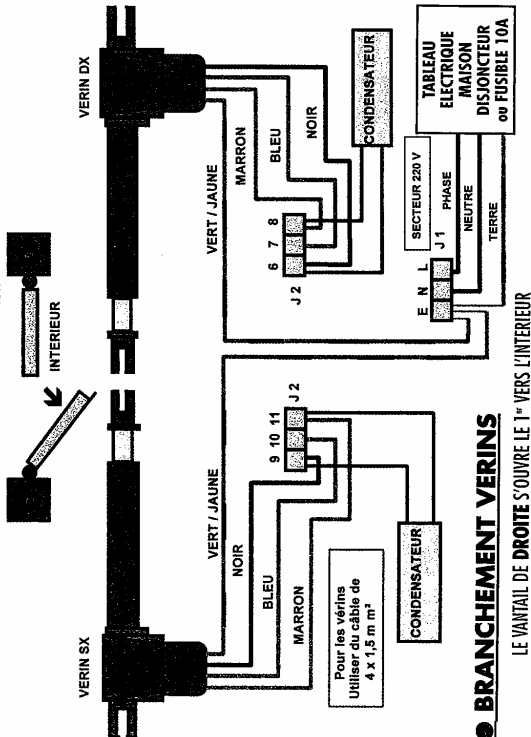 ● BRANCHEMENT VERINS
LE VANTAIL DE DROITE S'OUVRE LE 1er VERS L'INTERIEUR
INTERIEUR
VERIN SX
VERIN DX
VERT / JAUNE
NOIR
BLEU
MARRON
9 10 11
J 2
CONDENSATEUR
Pour les vérins
Utiliser du câble de
4 x 1,5 m m²
VERT / JAUNE
MARRON
BLEU
NOIR
6 7 8
J 2
CONDENSATEUR
E N L
J 1
SECTEUR 220 V
PHASE
NEUTRE
TERRE
TABLEAU
ELECTRIQUE
MAISON
DISJONCTEUR
ou FUSIBLE 10A